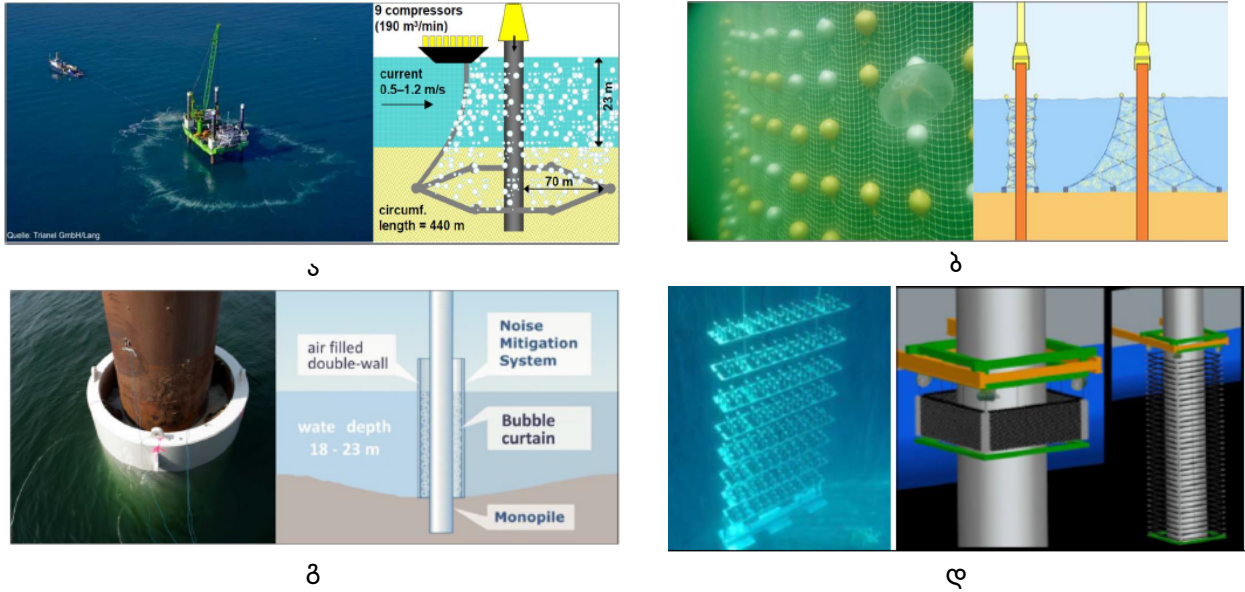 9 compressors
(190 m³/min)
current
0.5–1.2 m/s
23 m
70 m
circumf.
length = 440 m
Quelle: Trianel GmbH/Lang
ა
ბ
air filled
double-wall
Noise
Mitigation
System
wate depth
18 - 23 m
Bubble
curtain
Monopile
გ
დ